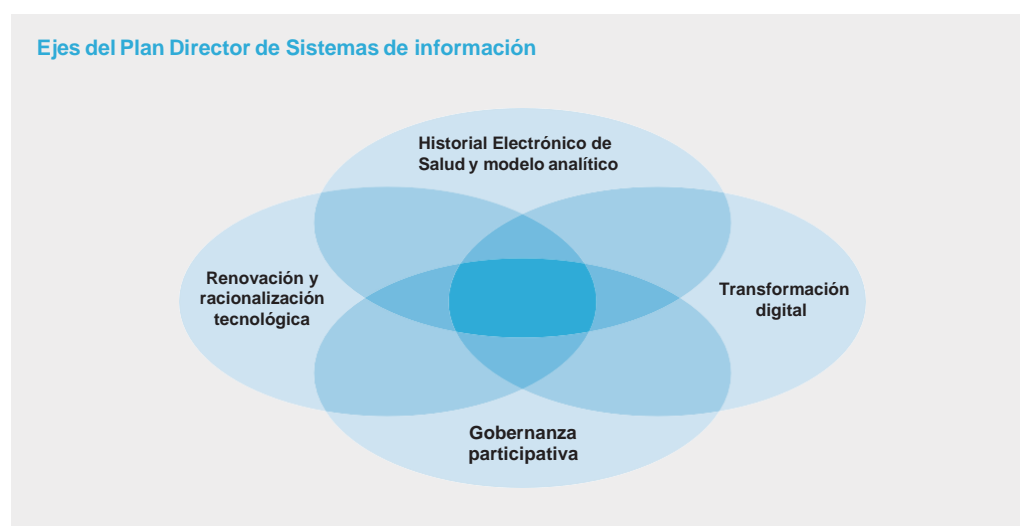 Ejes del Plan Director de Sistemas de información
Historial Electrónico de
Salud y modelo analítico
Renovación y
racionalización
tecnológica
Transformación
digital
Gobernanza
participativa